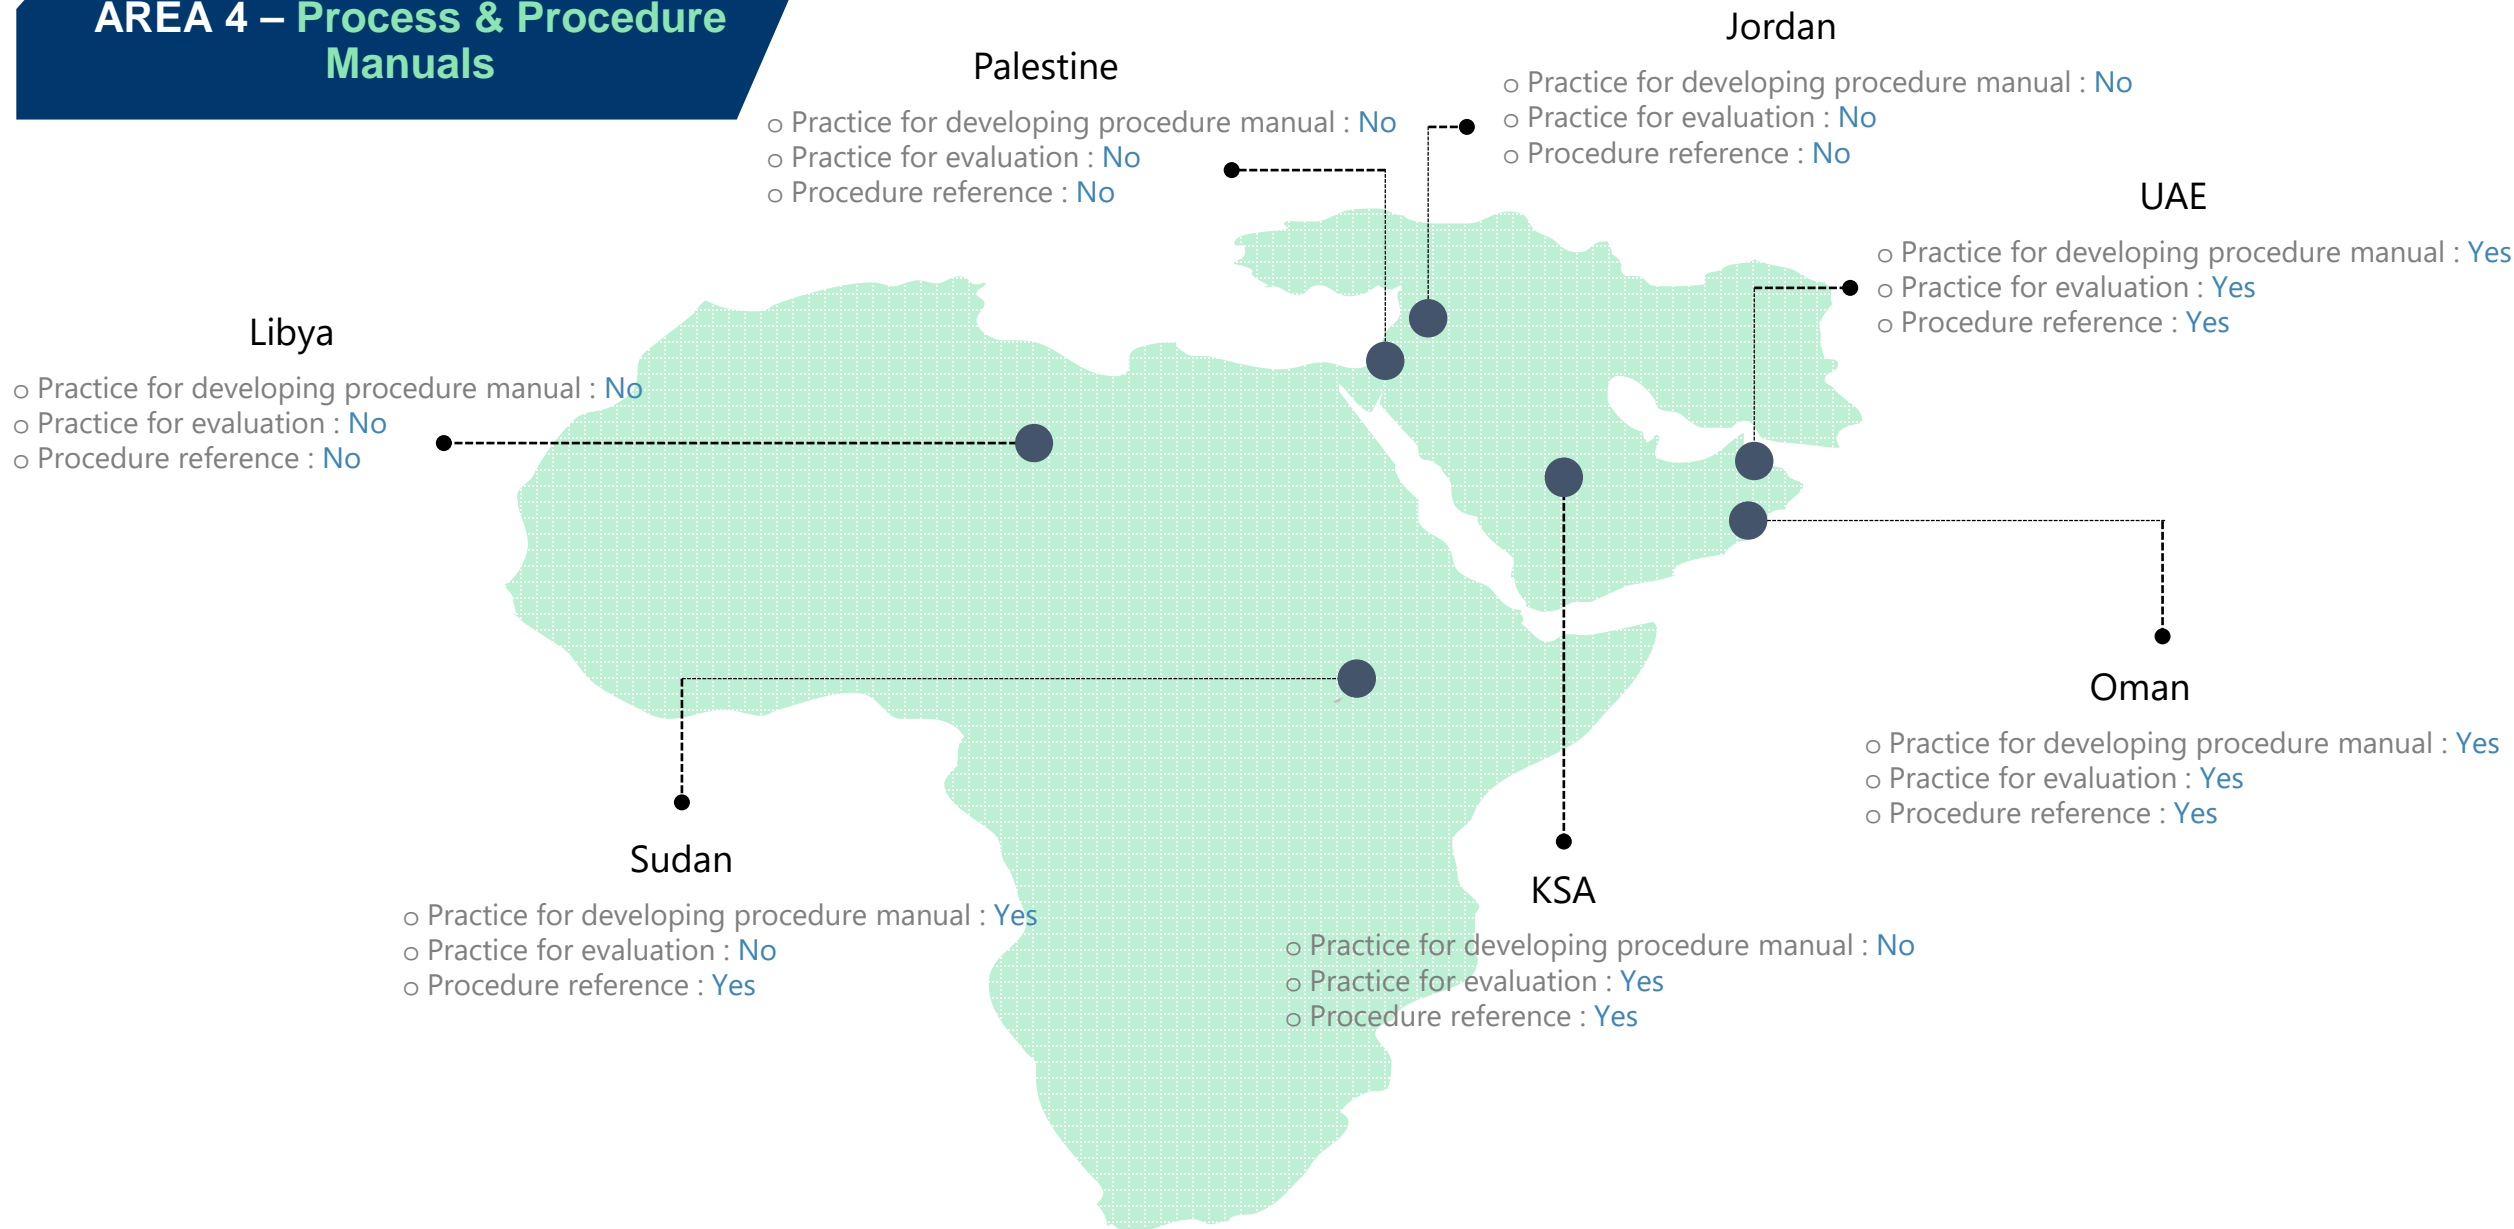 AREA 4 – Process & Procedure
Manuals
Palestine
o Practice for developing procedure manual : No
o Practice for evaluation : No
o Procedure reference : No
Jordan
o Practice for developing procedure manual : No
o Practice for evaluation : No
o Procedure reference : No
UAE
o Practice for developing procedure manual : Yes
o Practice for evaluation : Yes
o Procedure reference : Yes
Libya
o Practice for developing procedure manual : No
o Practice for evaluation : No
o Procedure reference : No
Oman
o Practice for developing procedure manual : Yes
o Practice for evaluation : Yes
o Procedure reference : Yes
Sudan
o Practice for developing procedure manual : Yes
o Practice for evaluation : No
o Procedure reference : Yes
KSA
o Practice for developing procedure manual : No
o Practice for evaluation : Yes
o Procedure reference : Yes